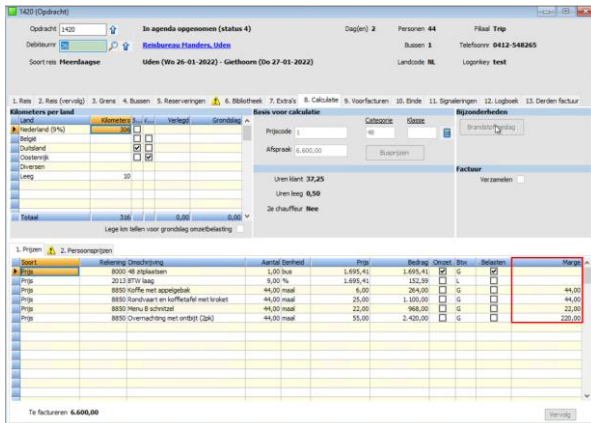 1420 (Opdracht)
Opdracht 1420 In agenda opgenomen (status 4) Dag(en) 2 Personen 44 Filiaal Trip
Debiteurnr Reisbureau Manders, Uden Bussen 1 Telefoonnr 0412-548265
Soort reis Meerdaagse Uden (Wo 26-01-2022) - Giethoorn (Do 27-01-2022) Landcode NL Logonkey test
1. Reis 2. Reis (vervolg) 3. Grens 4. Bussen 5. Reserveringen 6. Bibliotheek 7. Extra's 8. Calculatie 9. Voorfacturen 10. Einde 11. Signaleringen 12. Logboek 13. Derden factuur
Kilometers per land Basis voor calculatie Bijzonderheden
Land Kilometers Verlegd Grondslag Categorie Klasse
Nederland (9%) 306 Prijscode 1 48 Brandstoftoeslag
België
Duitsland Afspraak 6.600,00 Busprijzen
Oostenrijk
Diversen Factuur
Leeg 10 Uren klant 37,25 Verzamelen
Uren leeg 0,50
2e chauffeur Nee
Totaal 316 0,00 0,00
Lege km tellen voor grondslag omzetbelasting
1. Prijzen 2. Persoonsprijzen
Soort Rekening Omschrijving Aantal Eenheid Prijs Bedrag Omzet Btw Belasten Marge
Prijs 8000 48 zitplaatsen 1,00 bus 1.695,41 1.695,41 G
Prijs 2013 BTW laag 9,00 % 1.695,41 152,59 L
Prijs 8850 Koffie met appelgebak 44,00 maal 6,00 264,00 G 44,00
Prijs 8850 Rondvaart en koffietafel met kroket 44,00 maal 25,00 1.100,00 G 44,00
Prijs 8850 Menu B schnitzel 44,00 maal 22,00 968,00 G 22,00
Prijs 8850 Overnachting met ontbijt (2pk) 44,00 maal 55,00 2.420,00 G 220,00
Te factureren 6.600,00 Vervolg